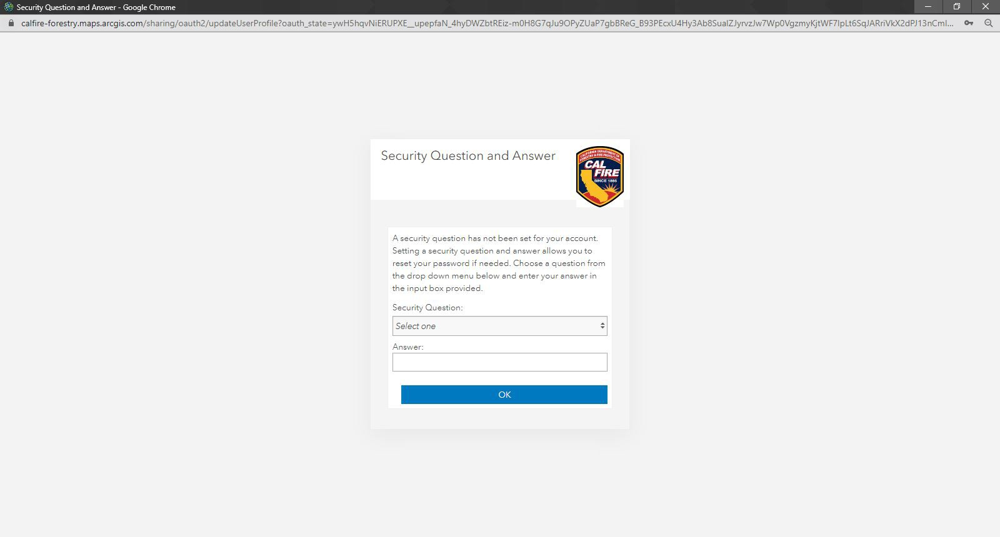 Security Question and Answer - Google Chrome
calfire-forestry.maps.arcgis.com/sharing/oauth2/updateUserProfile?oauth_state=ywH5hqvNiERUPXE__upepfaN_4hyDWZbtREiz-m0H8G7qJu9OPyZUaP7gbBReG_B93PEcxU4Hy3Ab8SualZJyrvzJw7Wp0VgzmyKjtWF7lpLt6SqJARriVkX2dPJ13nCml...
Security Question and Answer
CALIFORNIA DEPARTMENT OF
FORESTRY & FIRE PROTECTION
CAL
FIRE
SINCE 1885
A security question has not been set for your account.
Setting a security question and answer allows you to
reset your password if needed. Choose a question from
the drop down menu below and enter your answer in
the input box provided.
Security Question:
Select one
Answer:
OK